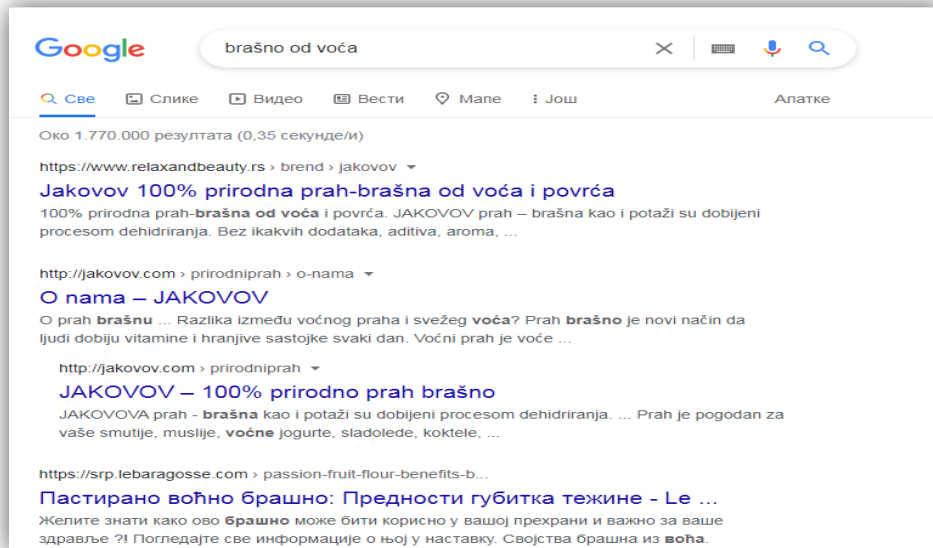 Google
brašno od voća
Све Слике Видео Вести Мапе Још Алатке
Око 1.770.000 резултата (0,35 секунде/и)
https://www.relaxandbeauty.rs › brend › jakovov
Jakovov 100% prirodna prah-brašna od voća i povrća
100% prirodna prah-brašna od voća i povrća. JAKOVOV prah – brašna kao i potaži su dobijeni
procesom dehidriranja. Bez ikakvih dodataka, aditiva, aroma, ...
http://jakovov.com › prirodniprah › o-nama
O nama – JAKOVOV
O prah brašnu ... Razlika između voćnog praha i svežeg voća? Prah brašno je novi način da
ljudi dobiju vitamine i hranjive sastojke svaki dan. Voćni prah je voće ...
http://jakovov.com › prirodniprah
JAKOVOV – 100% prirodno prah brašno
JAKOVOVA prah - brašna kao i potaži su dobijeni procesom dehidriranja. ... Prah je pogodan za
vaše smutije, muslije, voćne jogurte, sladolede, koktele, ...
https://srp.lebaragosse.com › passion-fruit-flour-benefits-b...
Пастирано воћно брашно: Предности губитка тежине - Le ...
Желите знати како ово брашно може бити корисно у вашој прехрани и важно за ваше
здравље ?! Погледајте све информације о њој у наставку. Својства брашна из воћа.